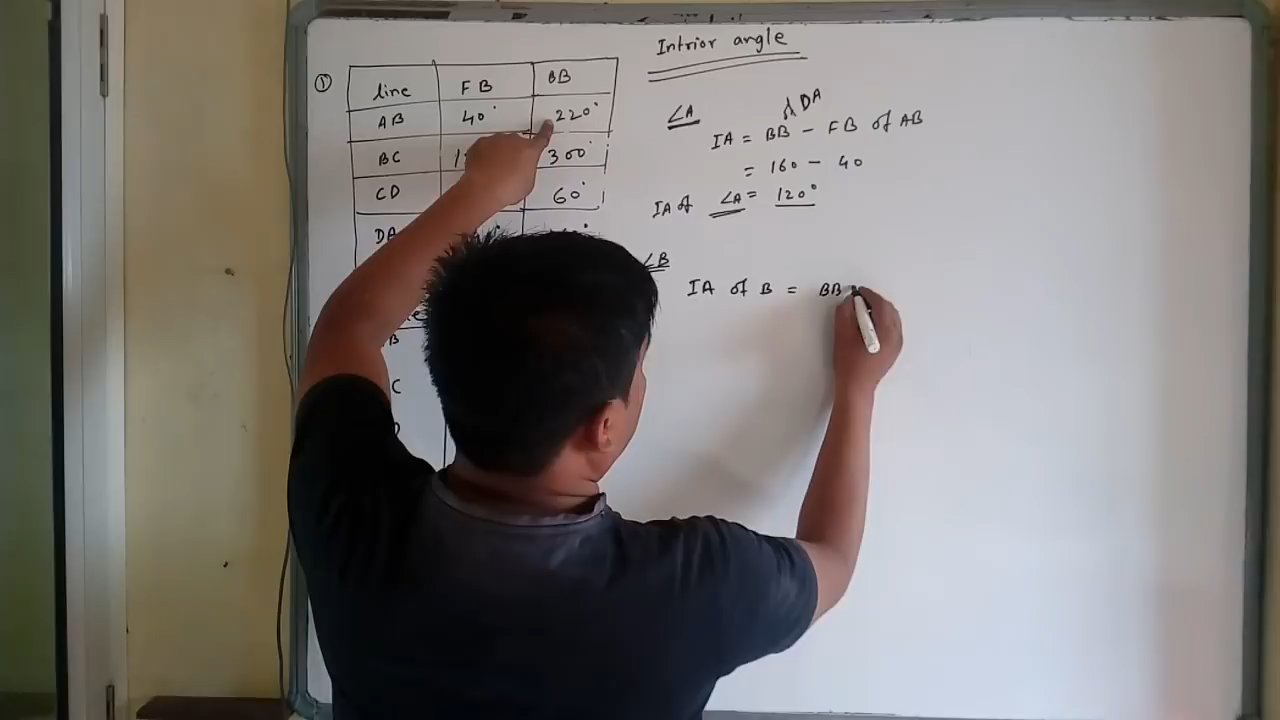 Intrior angle
①
line FB BB
AB 40° 220°
BC 300°
CD 60°
DA
∠A
of DA
IA = BB - FB of AB
= 160 - 40
IA of ∠A = 120°
∠B
IA of B = BB
B
C
D